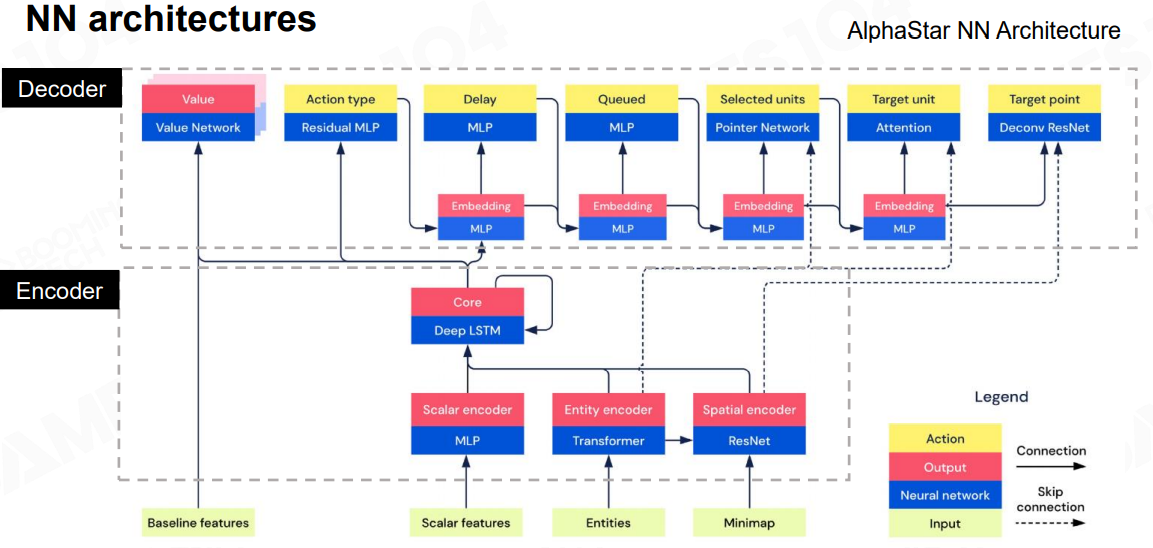 NN architectures
AlphaStar NN Architecture
Decoder
Value
Value Network
Action type
Residual MLP
Delay
MLP
Queued
MLP
Selected units
Pointer Network
Target unit
Attention
Target point
Deconv ResNet
Embedding
MLP
Embedding
MLP
Embedding
MLP
Embedding
MLP
Encoder
Core
Deep LSTM
Scalar encoder
MLP
Entity encoder
Transformer
Spatial encoder
ResNet
Baseline features
Scalar features
Entities
Minimap
Legend
Action
Output
Neural network
Input
Connection
Skip
connection